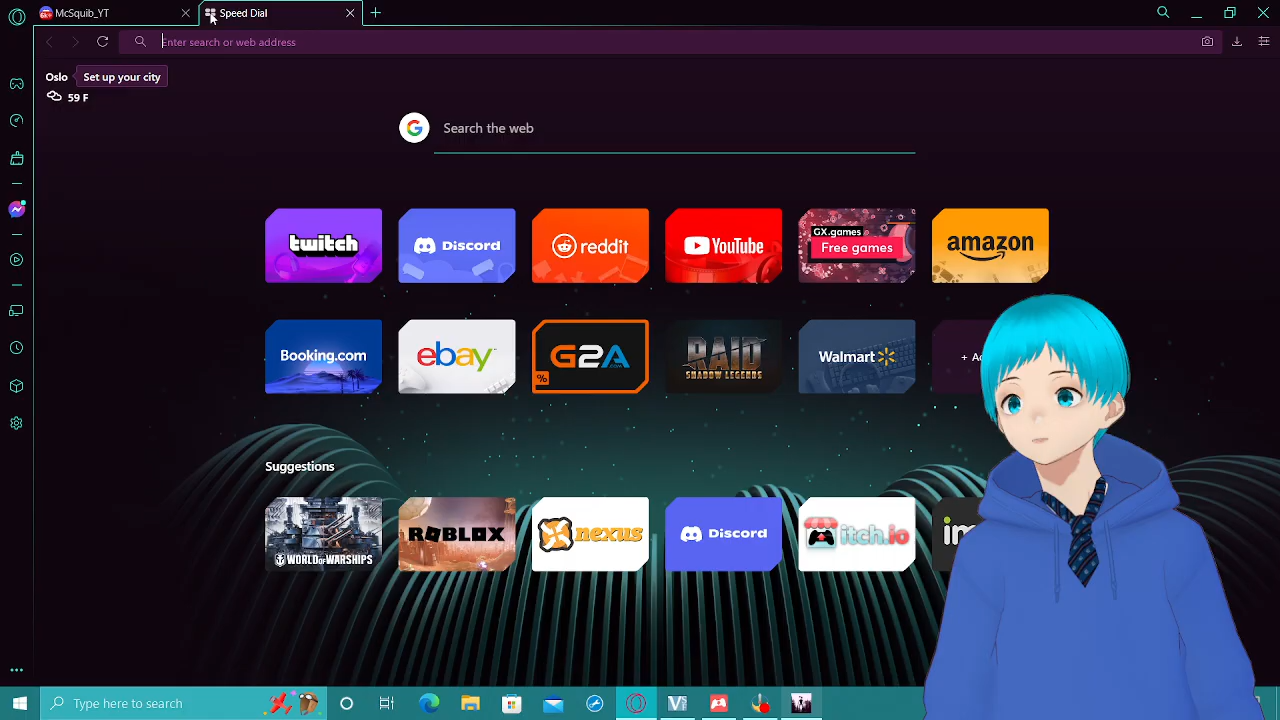 McSquib_YT
Speed Dial
Enter search or web address
Oslo
Set up your city
59 F
Search the web
twitch
Discord
reddit
YouTube
GX.games
Free games
amazon
Booking.com
ebay
G2A
.COM
%
RAID
SHADOW LEGENDS
Walmart
Suggestions
WORLD OF WARSHIPS
ROBLOX
nexus
Discord
itch.io
Type here to search